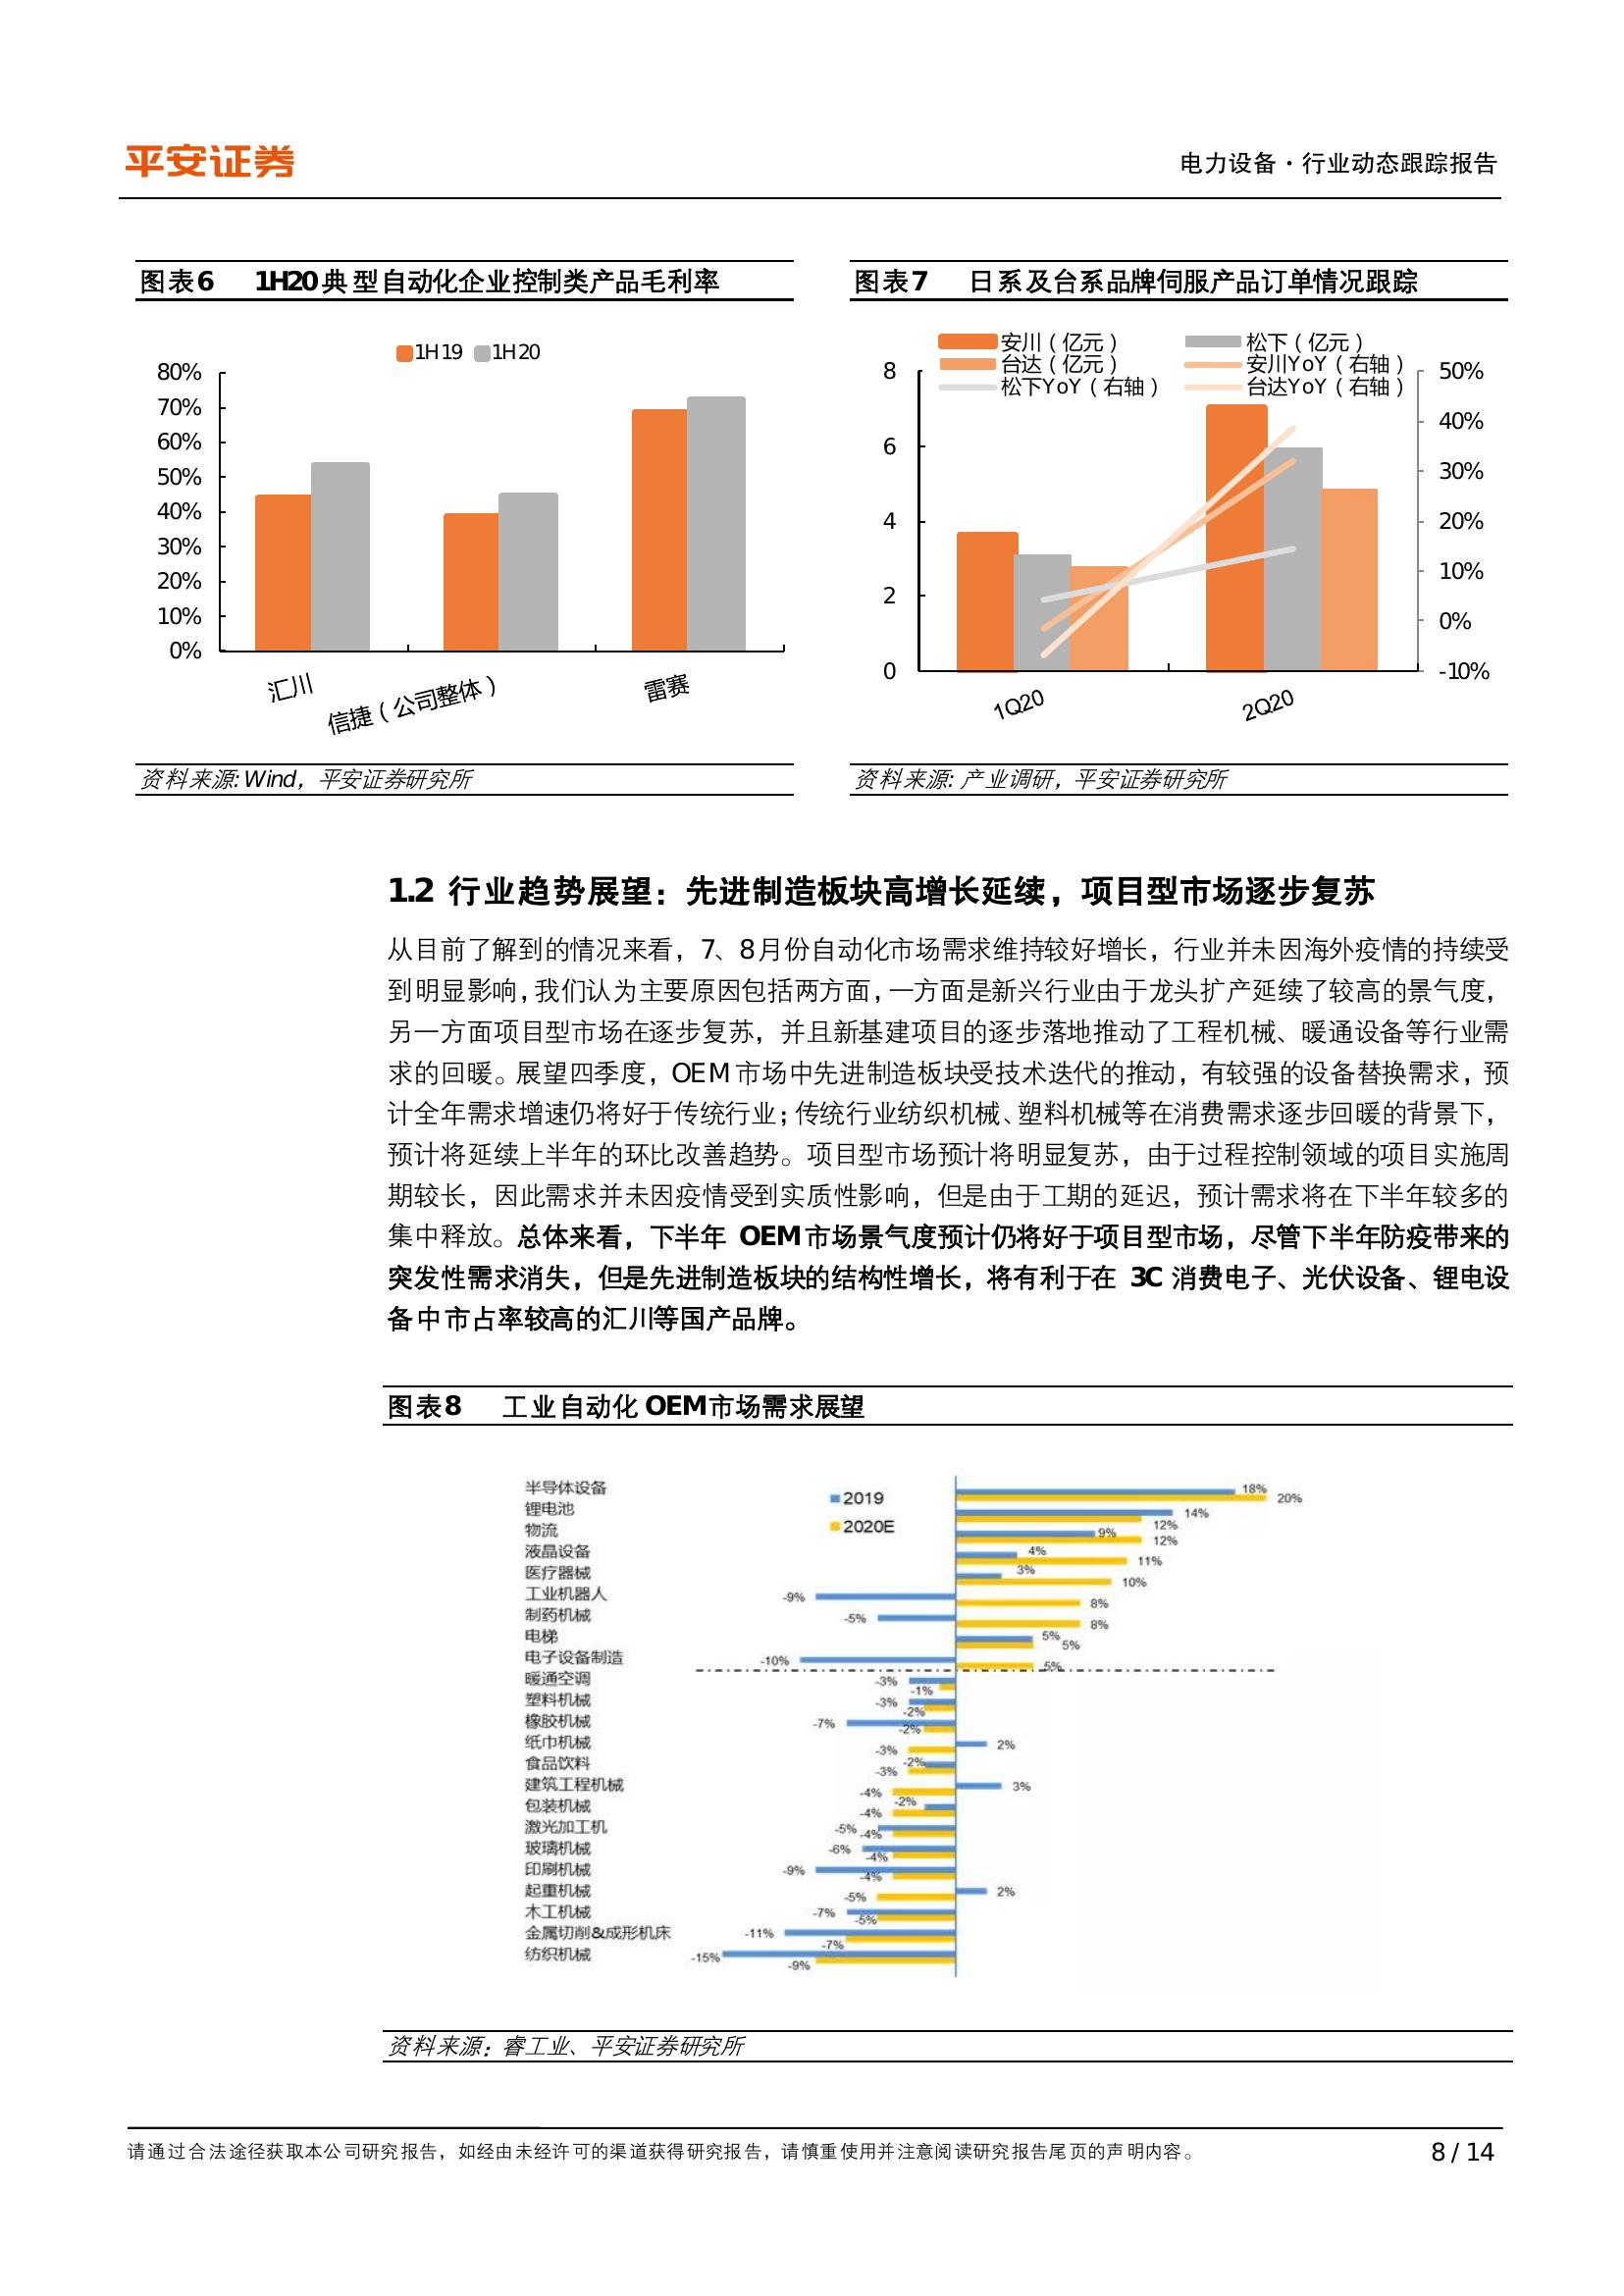 平安证券
电力设备·行业动态跟踪报告
图表6 1H20典型自动化企业控制类产品毛利率
1H19 1H20
80%
70%
60%
50%
40%
30%
20%
10%
0%
汇川
信捷（公司整体）
雷赛
资料来源:Wind，平安证券研究所
图表7 日系及台系品牌伺服产品订单情况跟踪
安川（亿元） 松下（亿元）
台达（亿元） 安川YoY（右轴）
松下YoY（右轴） 台达YoY（右轴）
8
6
4
2
0
50%
40%
30%
20%
10%
0%
-10%
1Q20
2Q20
资料来源: 产业调研，平安证券研究所
1.2 行业趋势展望：先进制造板块高增长延续，项目型市场逐步复苏
从目前了解到的情况来看，7、8月份自动化市场需求维持较好增长，行业并未因海外疫情的持续受
到明显影响，我们认为主要原因包括两方面，一方面是新兴行业由于龙头扩产延续了较高的景气度，
另一方面项目型市场在逐步复苏，并且新基建项目的逐步落地推动了工程机械、暖通设备等行业需
求的回暖。展望四季度，OEM市场中先进制造板块受技术迭代的推动，有较强的设备替换需求，预
计全年需求增速仍将好于传统行业；传统行业纺织机械、塑料机械等在消费需求逐步回暖的背景下，
预计将延续上半年的环比改善趋势。项目型市场预计将明显复苏，由于过程控制领域的项目实施周
期较长，因此需求并未因疫情受到实质性影响，但是由于工期的延迟，预计需求将在下半年较多的
集中释放。总体来看，下半年 OEM市场景气度预计仍将好于项目型市场，尽管下半年防疫带来的
突发性需求消失，但是先进制造板块的结构性增长，将有利于在 3C 消费电子、光伏设备、锂电设
备中市占率较高的汇川等国产品牌。
图表8 工业自动化OEM市场需求展望
2019
2020E
半导体设备 18% 20%
锂电池 14% 12%
物流 9% 12%
液晶设备 4% 11%
医疗器械 3% 10%
工业机器人 -9% 8%
制药机械 -5% 8%
电梯 5% 5%
电子设备制造 -10% 5%
暖通空调 -3% -1%
塑料机械 -3% -2%
橡胶机械 -7% -2%
纸巾机械 -3% 2%
食品饮料 -2% -3%
建筑工程机械 -4% 3%
包装机械 -2% -4%
激光加工机 -5% -4%
玻璃机械 -6% -4%
印刷机械 -9% -4%
起重机械 -5% 2%
木工机械 -7% -5%
金属切削&成形机床 -11% -7%
纺织机械 -15% -9%
资料来源：睿工业、平安证券研究所
请通过合法途径获取本公司研究报告，如经由未经许可的渠道获得研究报告，请慎重使用并注意阅读研究报告尾页的声明内容。
8 / 14